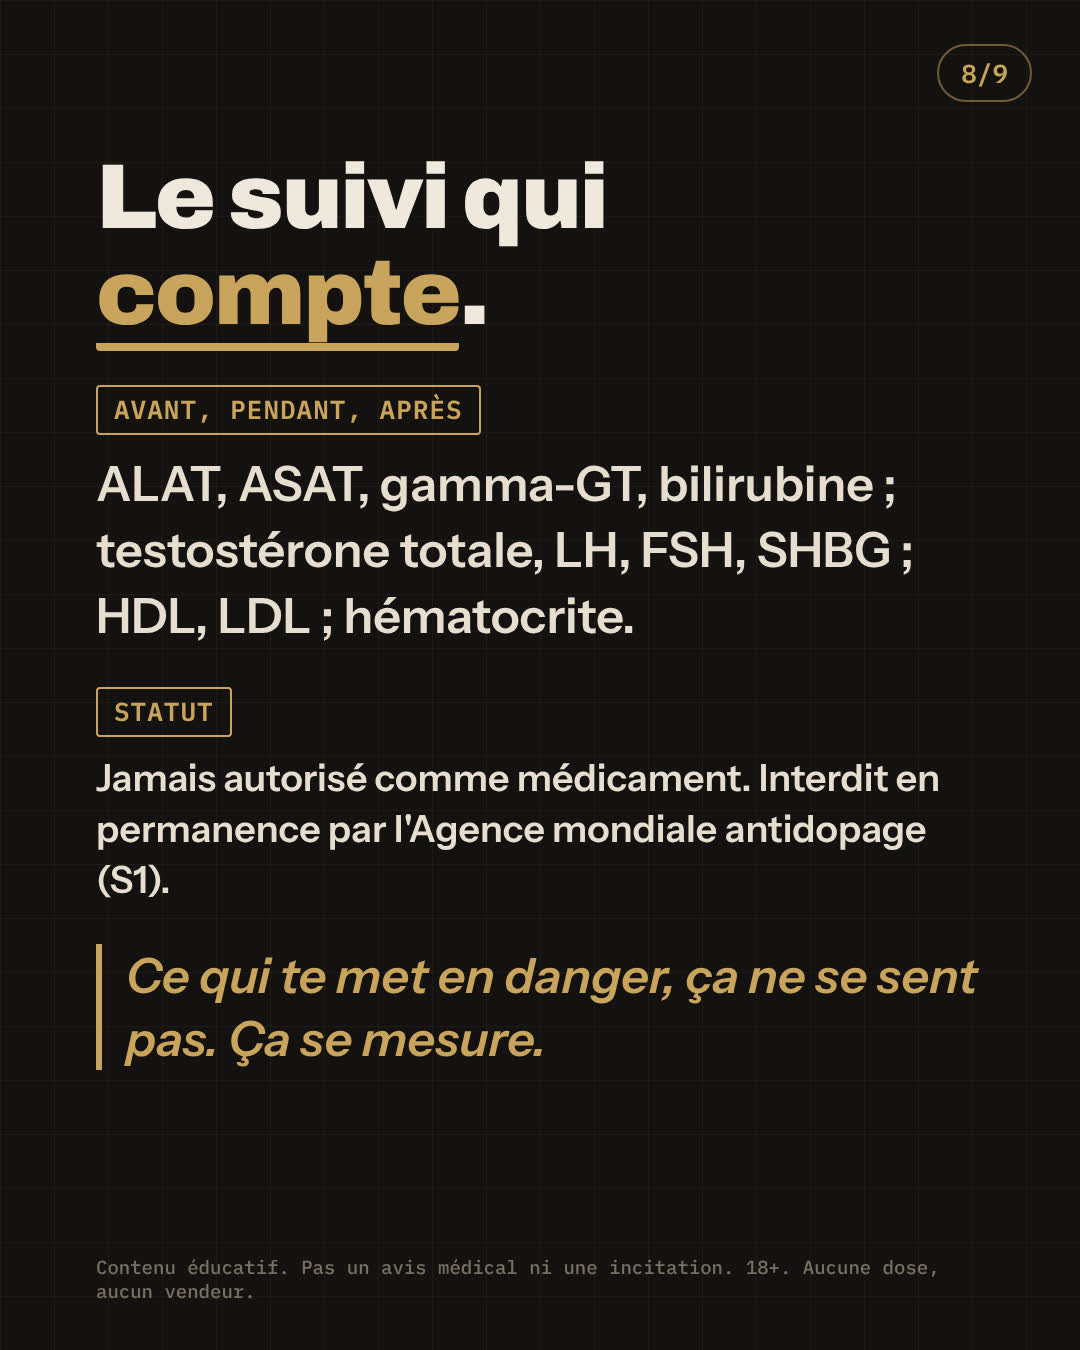 8/9
Le suivi qui
compte.
AVANT, PENDANT, APRÈS
ALAT, ASAT, gamma-GT, bilirubine ;
testostérone totale, LH, FSH, SHBG ;
HDL, LDL ; hématocrite.
STATUT
Jamais autorisé comme médicament. Interdit en
permanence par l'Agence mondiale antidopage
(S1).
Ce qui te met en danger, ça ne se sent
pas. Ça se mesure.
Contenu éducatif. Pas un avis médical ni une incitation. 18+. Aucune dose,
aucun vendeur.